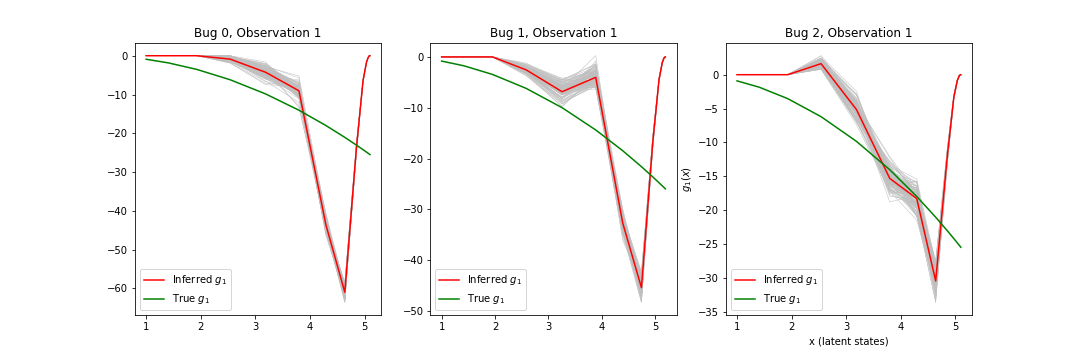 Bug 0, Observation 1
0
−10
−20
−30
−40
−50
−60
1 2 3 4 5
Inferred g₁
True g₁
Bug 1, Observation 1
0
−10
−20
−30
−40
−50
1 2 3 4 5
Inferred g₁
True g₁
Bug 2, Observation 1
g₁(x)
0
−5
−10
−15
−20
−25
−30
−35
1 2 3 4 5
x (latent states)
Inferred g₁
True g₁